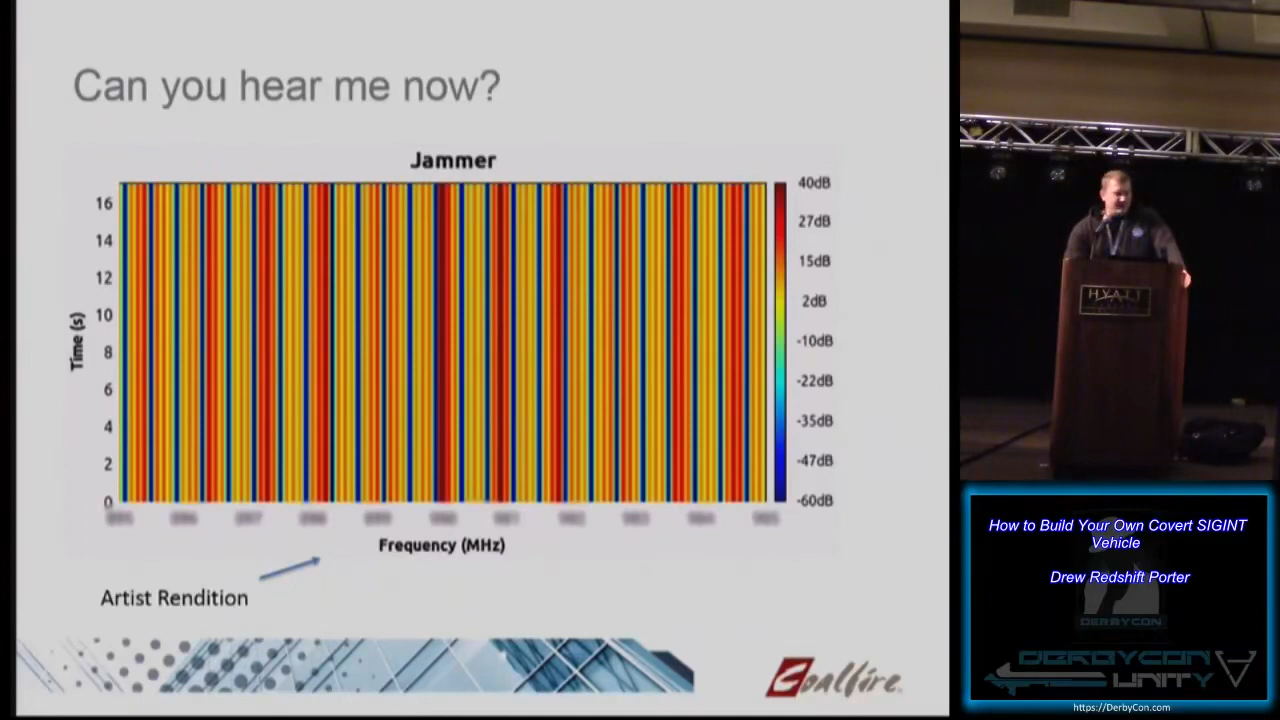 Can you hear me now?
Jammer
40dB
27dB
15dB
2dB
-10dB
-22dB
-35dB
-47dB
-60dB
16
14
12
10
8
6
4
2
0
Time (s)
Frequency (MHz)
Artist Rendition
Coalfire
HYATT
How to Build Your Own Covert SIGINT
Vehicle
Drew Redshift Porter
DERBYCON
DERBYCON
UNITY
https://DerbyCon.com